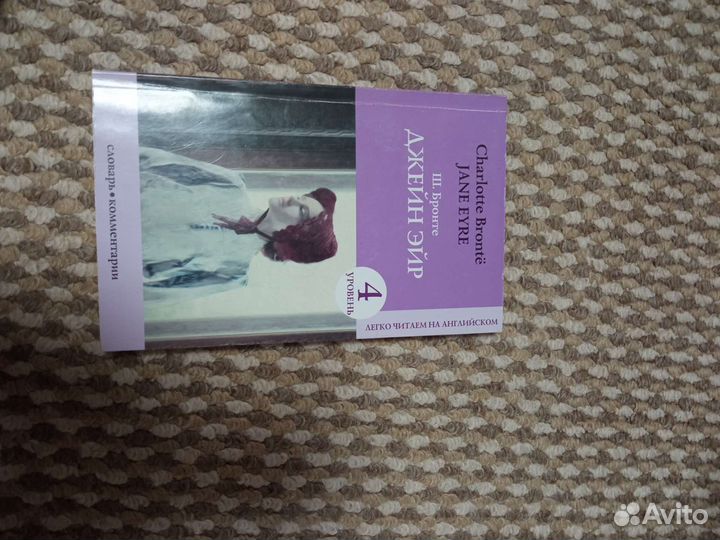 ЛЕГКО ЧИТАЕМ НА АНГЛИЙСКОМ
Charlotte Brontë
JANE EYRE
Ш. Бронте
ДЖЕЙН ЭЙР
4
УРОВЕНЬ
СЛОВАРЬ • КОММЕНТАРИИ
Avito